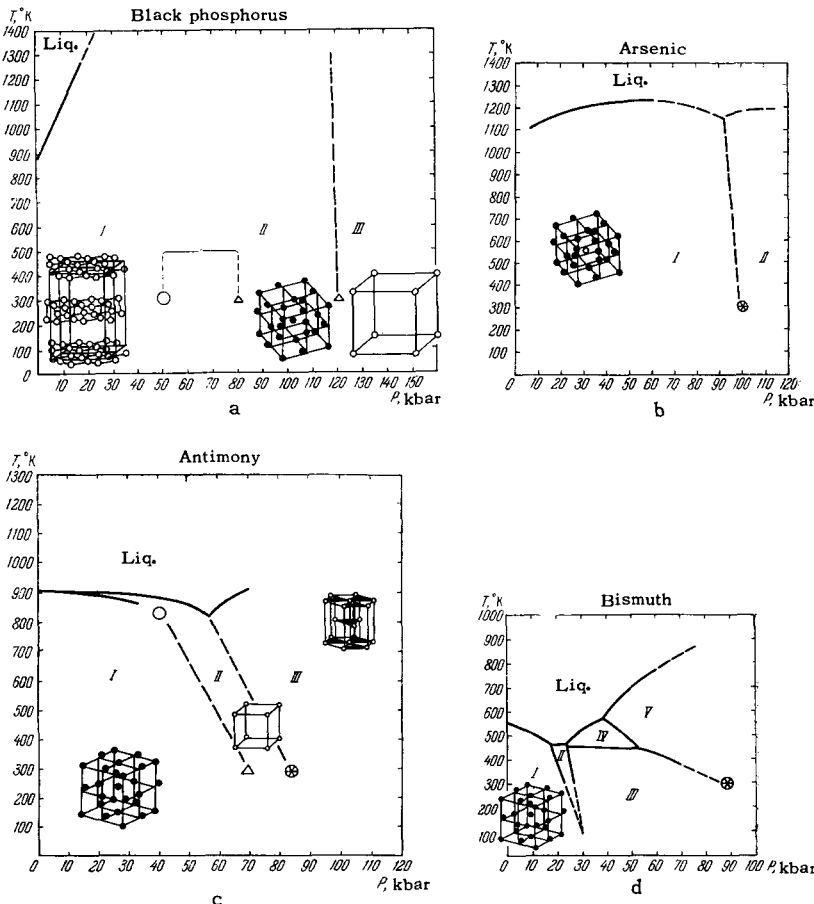 Black phosphorus
T,°K
1400
Liq.
1300
1200
1100
1000
900
800
700
600
I II III
500
400
300
200
100
0
10 20 30 40 50 60 70 80 90 100 110 120 130 140 150
P, kbar
a
Arsenic
T,°K
1400
Liq.
1300
1200
1100
1000
900
800
700
600
500
I II
400
300
200
100
0 10 20 30 40 50 60 70 80 90 100 110 120
P, kbar
b
Antimony
T,°K
1300
1200
1100
Liq.
1000
900
800
700
600
I II III
500
400
300
200
100
0 10 20 30 40 50 60 70 80 90 100 110 120
P, kbar
c
Bismuth
T,°K
1000
900
800
Liq.
700
V
600
500
IV
400
II
300
I III
200
100
0 10 20 30 40 50 60 70 80 90 100 P, kbar
d